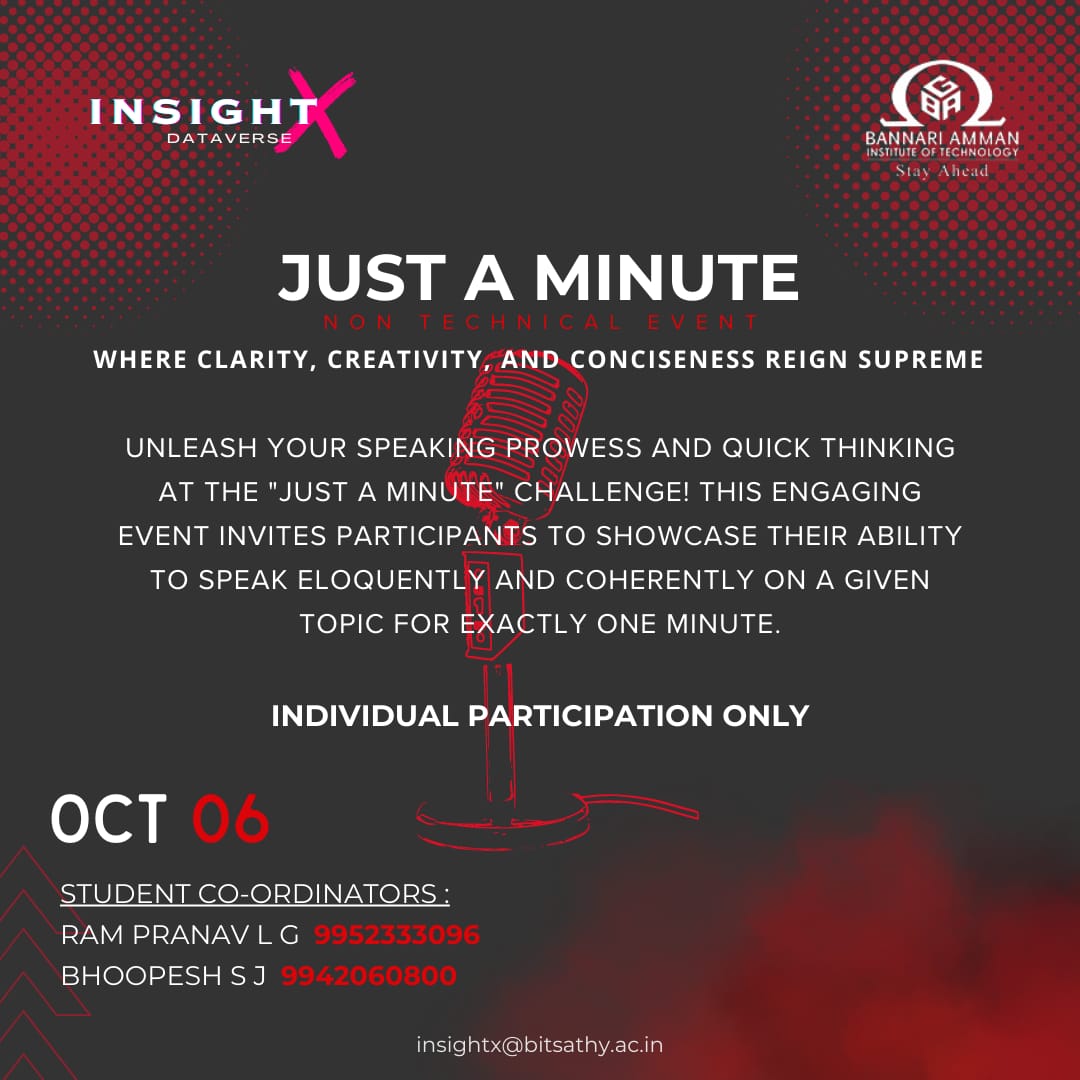 INSIGHTX
DATAVERSE
GBA
BANNARI AMMAN
INSTITUTE OF TECHNOLOGY
Stay Ahead
JUST A MINUTE
NON TECHNICAL EVENT
WHERE CLARITY, CREATIVITY, AND CONCISENESS REIGN SUPREME
UNLEASH YOUR SPEAKING PROWESS AND QUICK THINKING
AT THE "JUST A MINUTE" CHALLENGE! THIS ENGAGING
EVENT INVITES PARTICIPANTS TO SHOWCASE THEIR ABILITY
TO SPEAK ELOQUENTLY AND COHERENTLY ON A GIVEN
TOPIC FOR EXACTLY ONE MINUTE.
INDIVIDUAL PARTICIPATION ONLY
OCT 06
STUDENT CO-ORDINATORS :
RAM PRANAV L G 9952333096
BHOOPESH S J 9942060800
insightx@bitsathy.ac.in